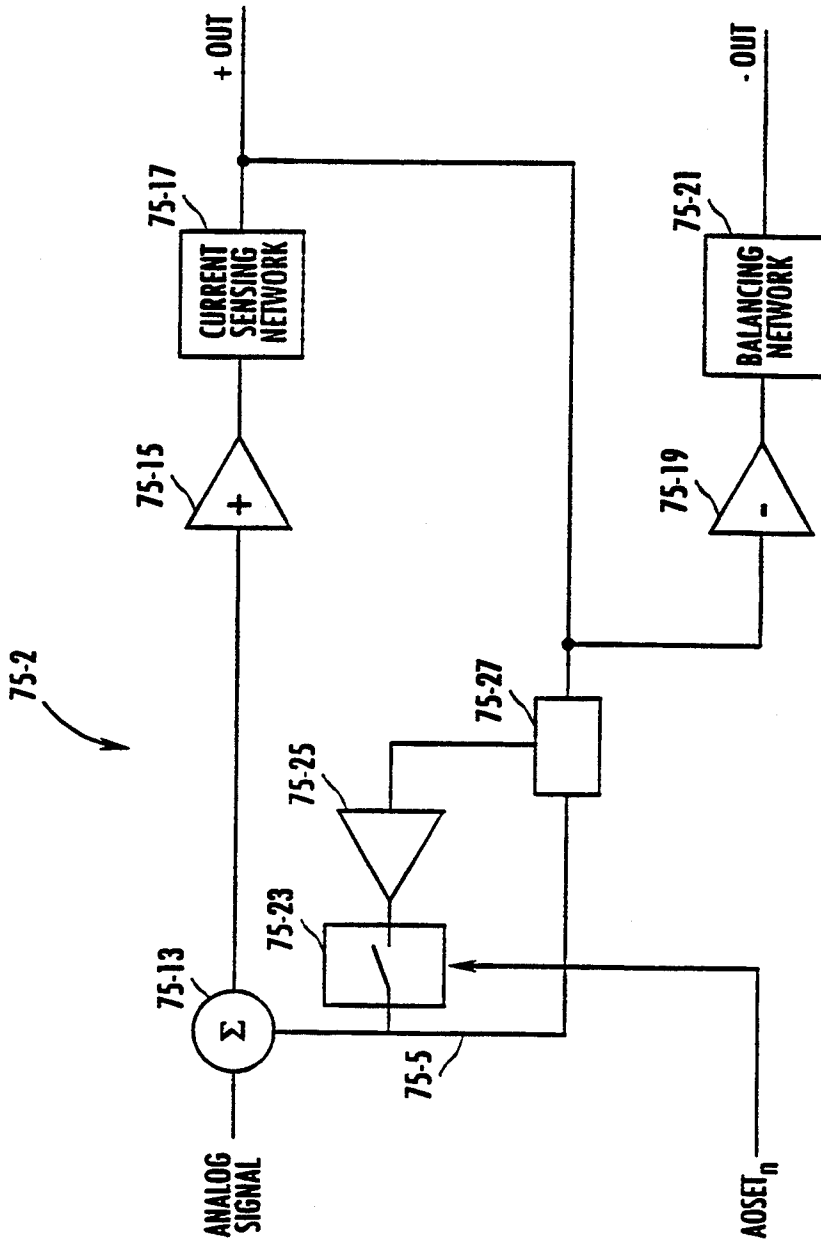 75-2
ANALOG
SIGNAL
75-13
Σ
75-15
+
75-17
CURRENT
SENSING
NETWORK
+ OUT
75-23
75-25
75-27
75-5
75-19
-
75-21
BALANCING
NETWORK
- OUT
AOSETn